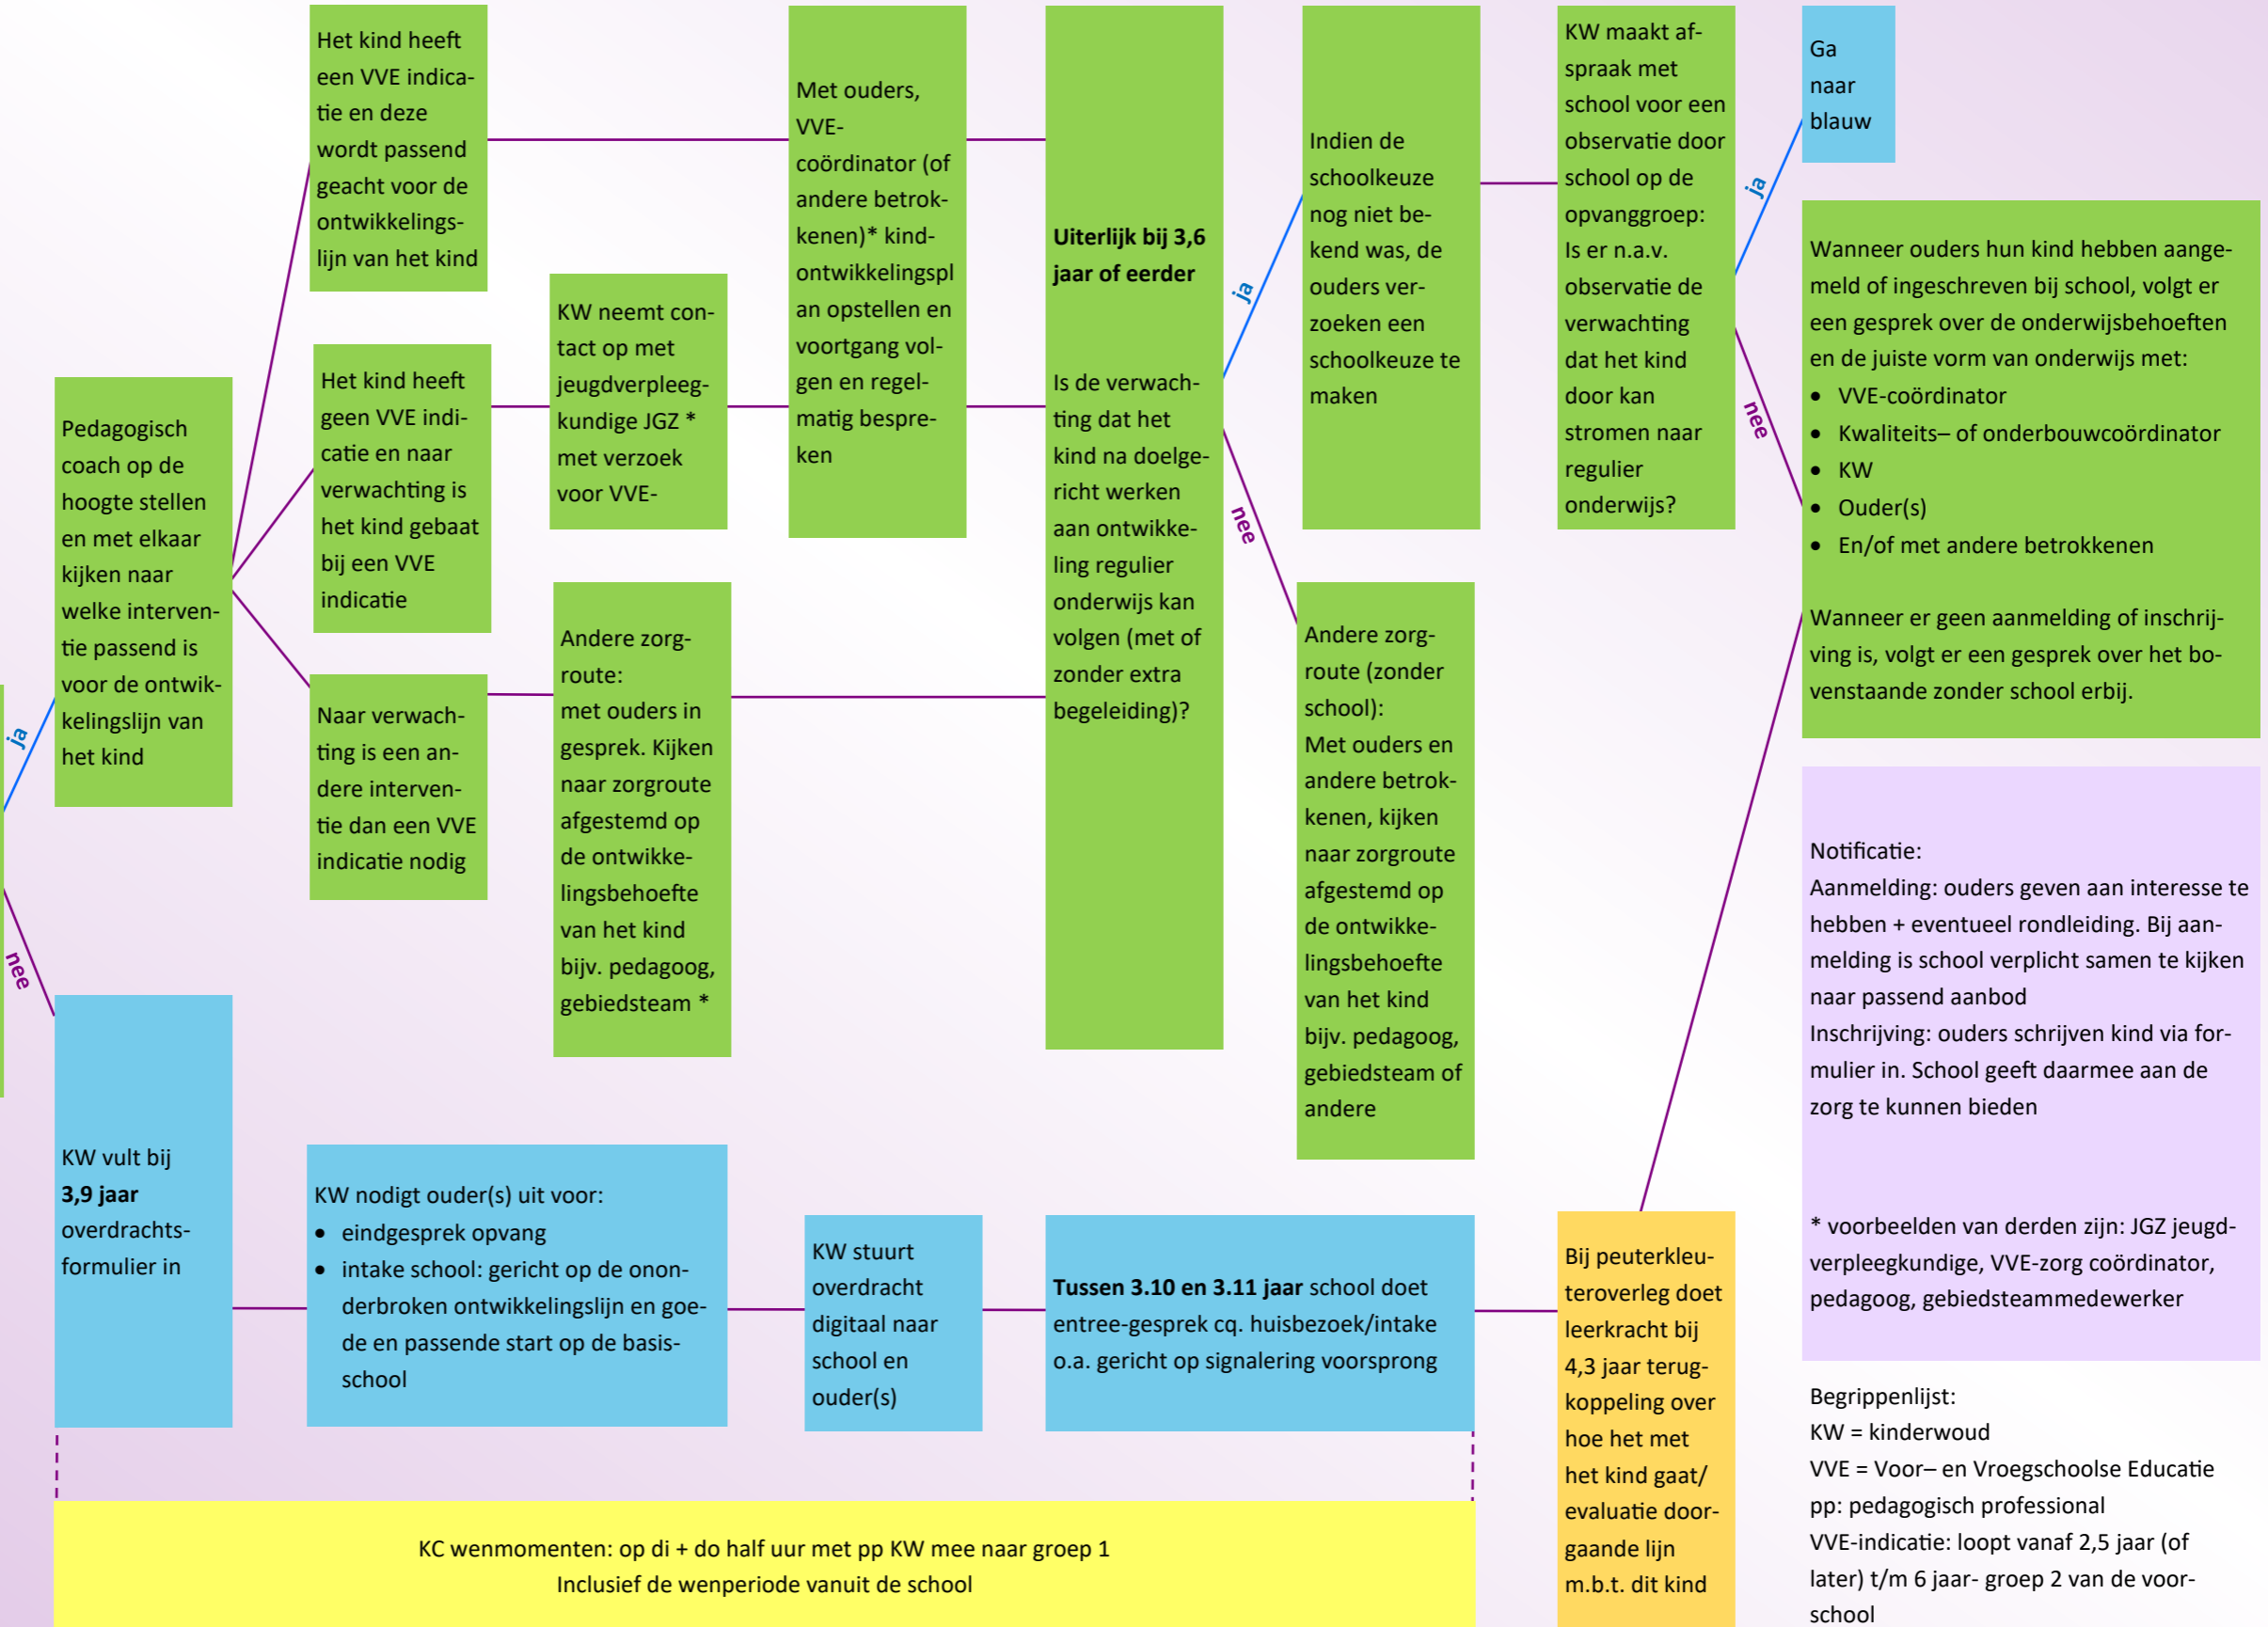 Het kind heeft
een VVE indica-
tie en deze
wordt passend
geacht voor de
ontwikkelings-
lijn van het kind
Met ouders,
VVE-
coördinator (of
andere betrok-
kenen)* kind-
ontwikkelingspl
an opstellen en
voortgang vol-
gen en regel-
matig bespre-
ken
Uiterlijk bij 3,6
jaar of eerder
Is de verwach-
ting dat het
kind na doelge-
richt werken
aan ontwikke-
ling regulier
onderwijs kan
volgen (met of
zonder extra
begeleiding)?
ja
nee
Indien de
schoolkeuze
nog niet be-
kend was, de
ouders ver-
zoeken een
schoolkeuze te
maken
KW maakt af-
spraak met
school voor een
observatie door
school op de
opvanggroep:
Is er n.a.v.
observatie de
verwachting
dat het kind
door kan
stromen naar
regulier
onderwijs?
ja
nee
Ga
naar
blauw
Wanneer ouders hun kind hebben aange-
meld of ingeschreven bij school, volgt er
een gesprek over de onderwijsbehoeften
en de juiste vorm van onderwijs met:
• VVE-coördinator
• Kwaliteits– of onderbouwcoördinator
• KW
• Ouder(s)
• En/of met andere betrokkenen
Wanneer er geen aanmelding of inschrij-
ving is, volgt er een gesprek over het bo-
venstaande zonder school erbij.
Pedagogisch
coach op de
hoogte stellen
en met elkaar
kijken naar
welke interven-
tie passend is
voor de ontwik-
kelingslijn van
het kind
ja
nee
Het kind heeft
geen VVE indi-
catie en naar
verwachting is
het kind gebaat
bij een VVE
indicatie
KW neemt con-
tact op met
jeugdverpleeg-
kundige JGZ *
met verzoek
voor VVE-
Naar verwach-
ting is een an-
dere interven-
tie dan een VVE
indicatie nodig
Andere zorg-
route:
met ouders in
gesprek. Kijken
naar zorgroute
afgestemd op
de ontwikke-
lingsbehoefte
van het kind
bijv. pedagoog,
gebiedsteam *
Andere zorg-
route (zonder
school):
Met ouders en
andere betrok-
kenen, kijken
naar zorgroute
afgestemd op
de ontwikke-
lingsbehoefte
van het kind
bijv. pedagoog,
gebiedsteam of
andere
Notificatie:
Aanmelding: ouders geven aan interesse te
hebben + eventueel rondleiding. Bij aan-
melding is school verplicht samen te kijken
naar passend aanbod
Inschrijving: ouders schrijven kind via for-
mulier in. School geeft daarmee aan de
zorg te kunnen bieden
* voorbeelden van derden zijn: JGZ jeugd-
verpleegkundige, VVE-zorg coördinator,
pedagoog, gebiedsteammedewerker
KW vult bij
3,9 jaar
overdrachts-
formulier in
KW nodigt ouder(s) uit voor:
• eindgesprek opvang
• intake school: gericht op de onon-
derbroken ontwikkelingslijn en goe-
de en passende start op de basis-
school
KW stuurt
overdracht
digitaal naar
school en
ouder(s)
Tussen 3.10 en 3.11 jaar school doet
entree-gesprek cq. huisbezoek/intake
o.a. gericht op signalering voorsprong
Bij peuterkleu-
teroverleg doet
leerkracht bij
4,3 jaar terug-
koppeling over
hoe het met
het kind gaat/
evaluatie door-
gaande lijn
m.b.t. dit kind
Begrippenlijst:
KW = kinderwoud
VVE = Voor– en Vroegschoolse Educatie
pp: pedagogisch professional
VVE-indicatie: loopt vanaf 2,5 jaar (of
later) t/m 6 jaar- groep 2 van de voor-
school
KC wenmomenten: op di + do half uur met pp KW mee naar groep 1
Inclusief de wenperiode vanuit de school